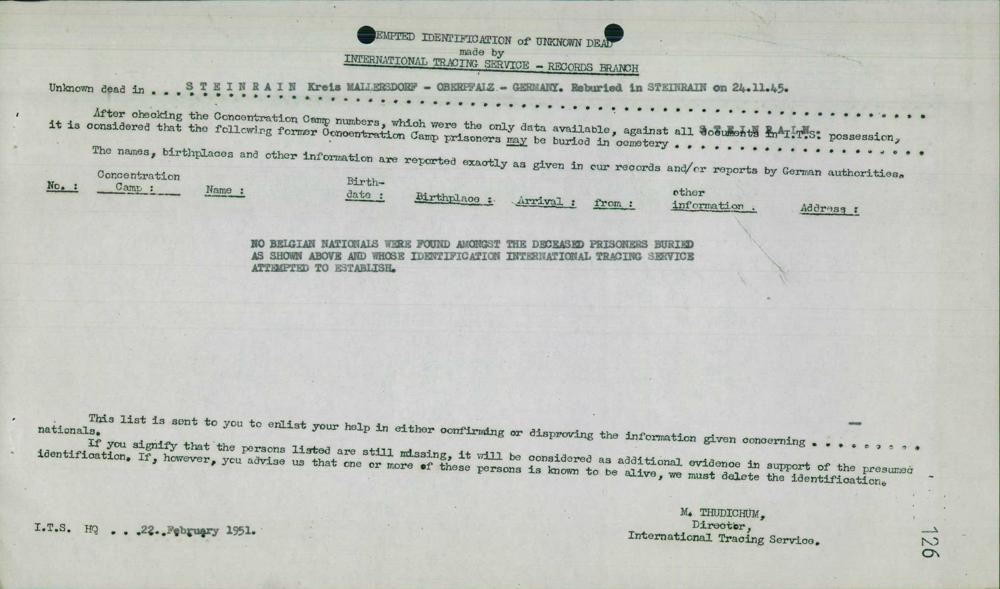 EMPTED IDENTIFICATION of UNKNOWN DEAD
made by
INTERNATIONAL TRACING SERVICE - RECORDS BRANCH
Unknown dead in . . . S T E I N R A I N Kreis MALLERSDORF - OBERPFALZ - GERMANY. Reburied in STEINRAIN on 24.11.45.
After checking the Concentration Camp numbers, which were the only data available, against all documents in I.T.S. possession,
it is considered that the following former Concentration Camp prisoners may be buried in cemetery . . . S T E I N R A I N . . .
The names, birthplaces and other information are reported exactly as given in our records and/or reports by German authorities.
No. : Concentration Camp : Name : Birth-date : Birthplace : Arrival : from : other information . Address :
NO BELGIAN NATIONALS WERE FOUND AMONGST THE DECEASED PRISONERS BURIED
AS SHOWN ABOVE AND WHOSE IDENTIFICATION INTERNATIONAL TRACING SERVICE
ATTEMPTED TO ESTABLISH.
This list is sent to you to enlist your help in either confirming or disproving the information given concerning . . . - . . . .
nationals.
If you signify that the persons listed are still missing, it will be considered as additional evidence in support of the presumed
identification. If, however, you advise us that one or more of these persons is known to be alive, we must delete the identification.
M. THUDICHUM,
Director,
International Tracing Service.
I.T.S. HQ . . .22. February 1951.
126